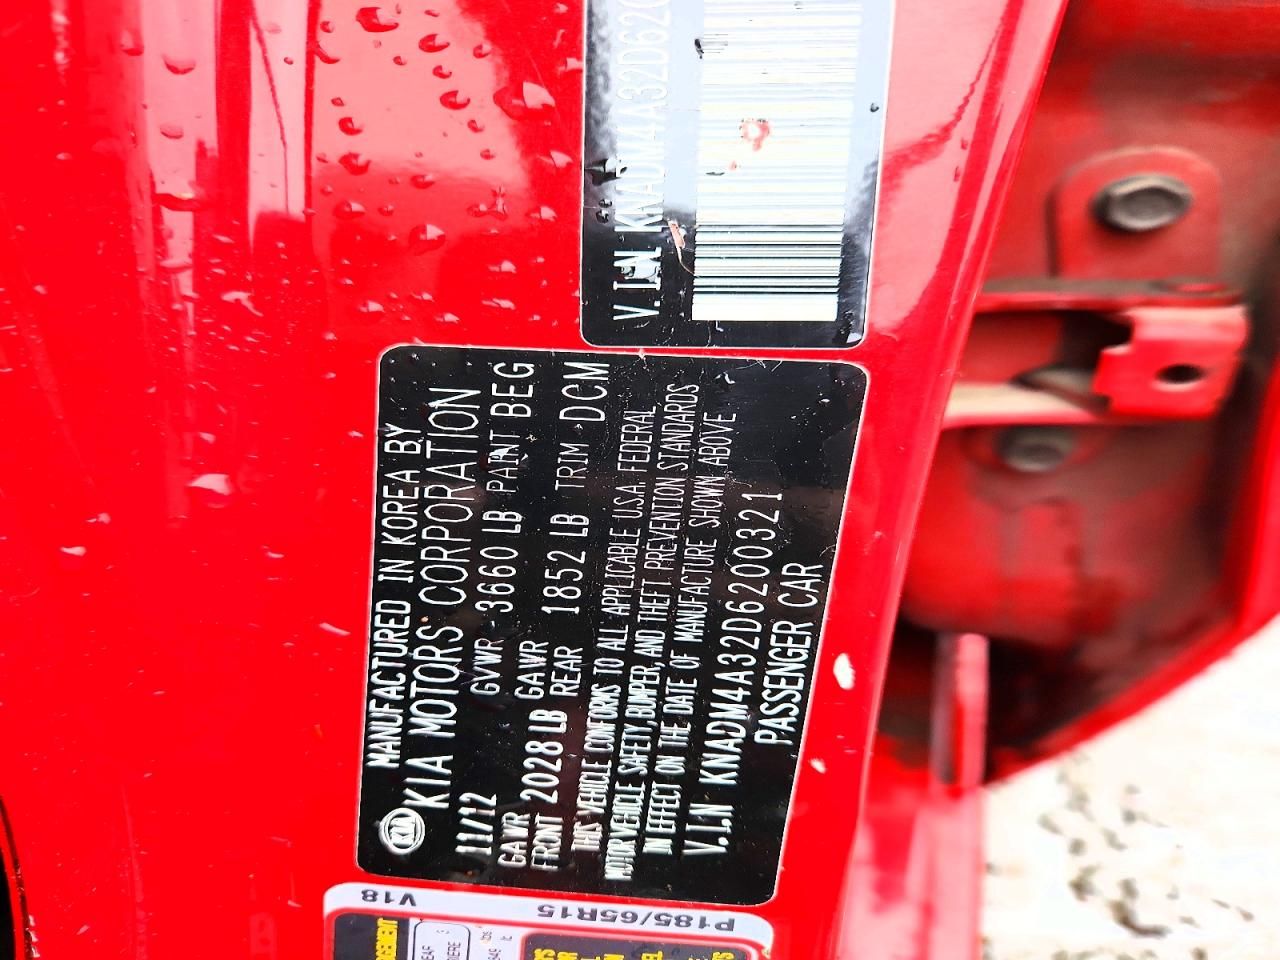 V.I.N KNADM4A32D620
MANUFACTURED IN KOREA BY
KIA MOTORS CORPORATION
11/12 GVWR 3660 LB PAINT BEG
GAWR FRONT 2028 LB GAWR REAR 1852 LB TRIM DCM
THIS VEHICLE CONFORMS TO ALL APPLICABLE U.S.A. FEDERAL
MOTOR VEHICLE SAFETY, BUMPER, AND THEFT PREVENTION STANDARDS
IN EFFECT ON THE DATE OF MANUFACTURE SHOWN ABOVE
V.I.N KNADM4A32D6200321
PASSENGER CAR
KIA
V18
P185/65R15